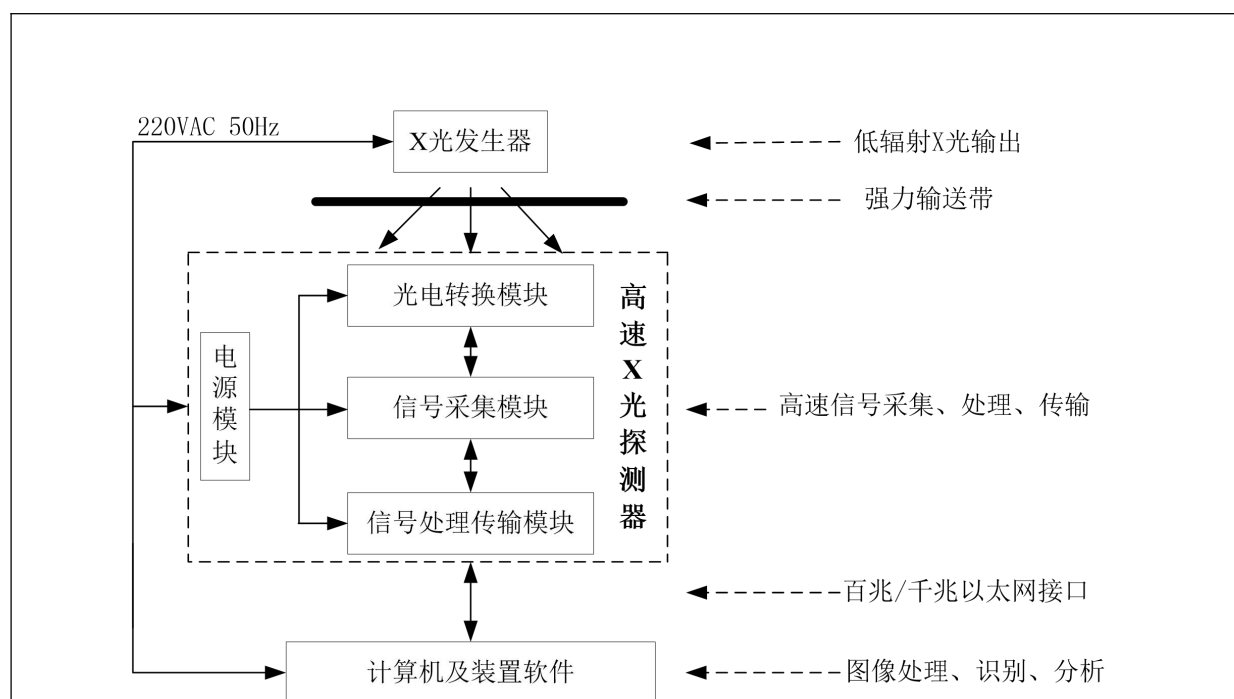 220VAC 50Hz
X光发生器
低辐射X光输出
强力输送带
光电转换模块
高速X光探测器
电源模块
信号采集模块
高速信号采集、处理、传输
信号处理传输模块
百兆/千兆以太网接口
计算机及装置软件
图像处理、识别、分析